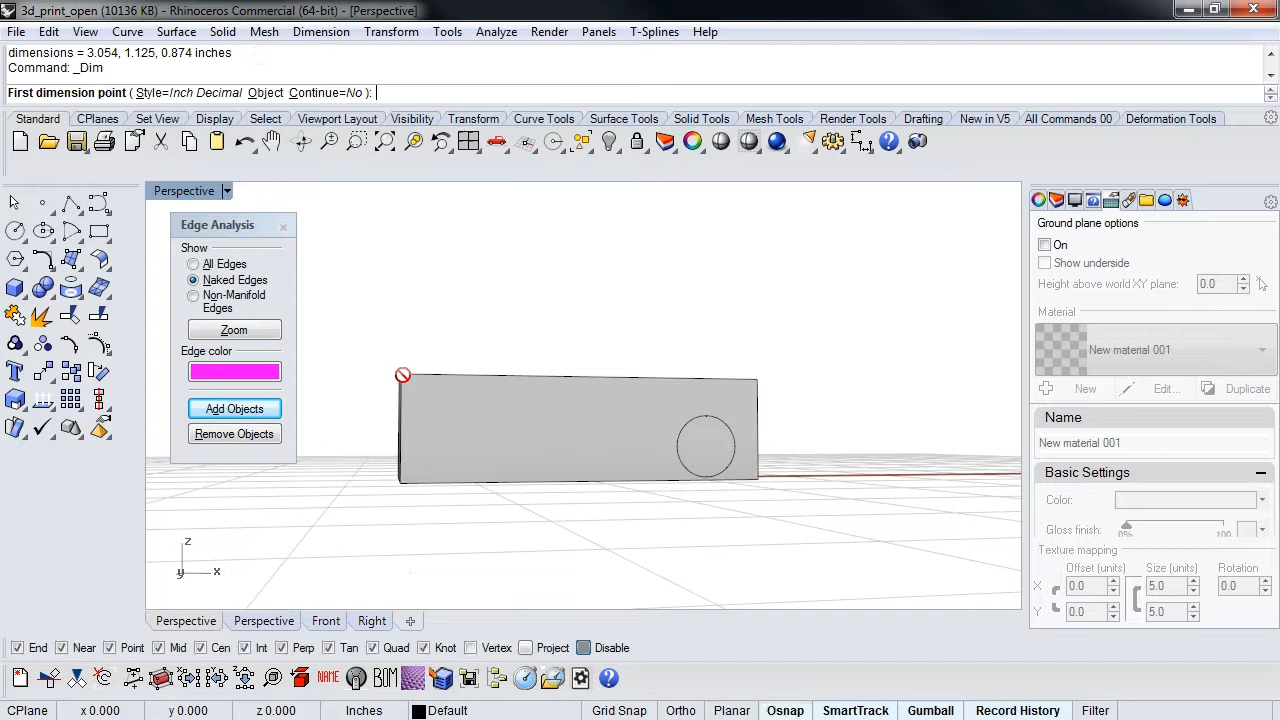 3d_print_open (10136 KB) - Rhinoceros Commercial (64-bit) - [Perspective]
File Edit View Curve Surface Solid Mesh Dimension Transform Tools Analyze Render Panels T-Splines Help
dimensions = 3.054, 1.125, 0.874 inches
Command: _Dim
First dimension point ( Style=Inch Decimal Object Continue=No ):
Standard CPlanes Set View Display Select Viewport Layout Visibility Transform Curve Tools Surface Tools Solid Tools Mesh Tools Render Tools Drafting New in V5 All Commands 00 Deformation Tools
Perspective
Edge Analysis
Show
All Edges
Naked Edges
Non-Manifold
Edges
Zoom
Edge color
Add Objects
Remove Objects
z
y x
Ground plane options
On
Show underside
Height above world XY plane: 0.0
Material
New material 001
New Edit... Duplicate
Name
New material 001
Basic Settings
Color:
Gloss finish:
0% 100
Texture mapping
Offset (units) Size (units) Rotation
X 0.0 5.0 0.0
Y 0.0 5.0
Perspective Perspective Front Right
End Near Point Mid Cen Int Perp Tan Quad Knot Vertex Project Disable
NAME BOM
CPlane x 0.000 y 0.000 z 0.000 Inches Default Grid Snap Ortho Planar Osnap SmartTrack Gumball Record History Filter